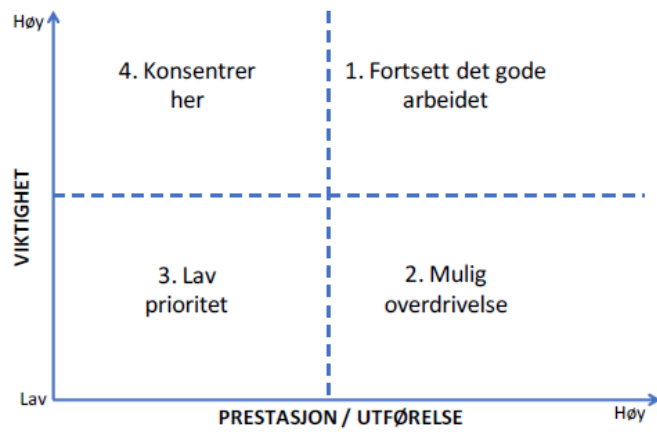 Høy
4. Konsentrer
her
1. Fortsett det gode
arbeidet
VIKTIGHET
3. Lav
prioritet
2. Mulig
overdrivelse
Lav
PRESTASJON / UTFØRELSE
Høy